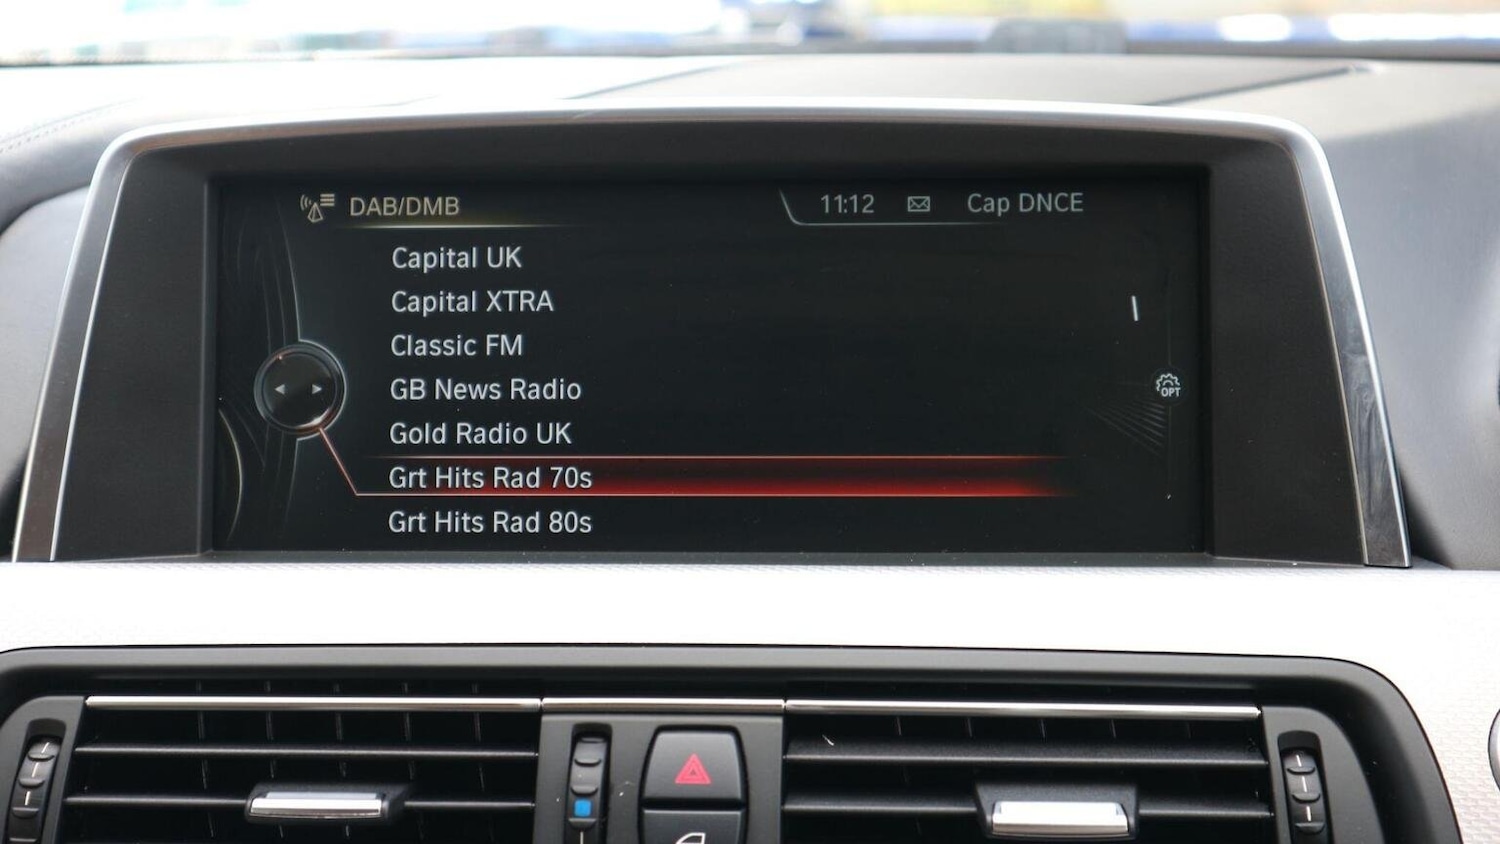 DAB/DMB
11:12
Cap DNCE
Capital UK
Capital XTRA
Classic FM
GB News Radio
Gold Radio UK
Grt Hits Rad 70s
Grt Hits Rad 80s
OPT